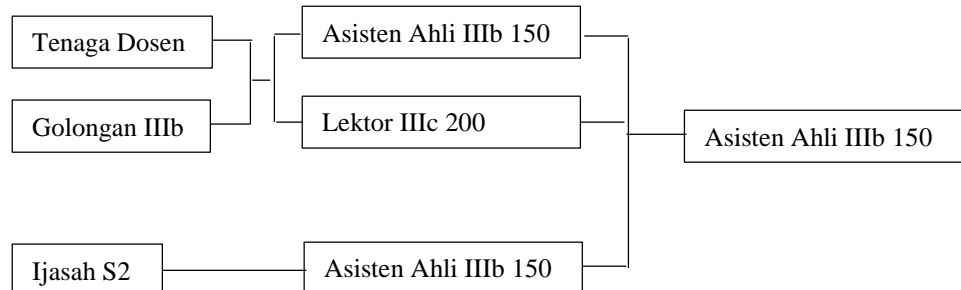 Tenaga Dosen
Golongan IIIb
Ijasah S2
Asisten Ahli IIIb 150
Lektor IIIc 200
Asisten Ahli IIIb 150
Asisten Ahli IIIb 150